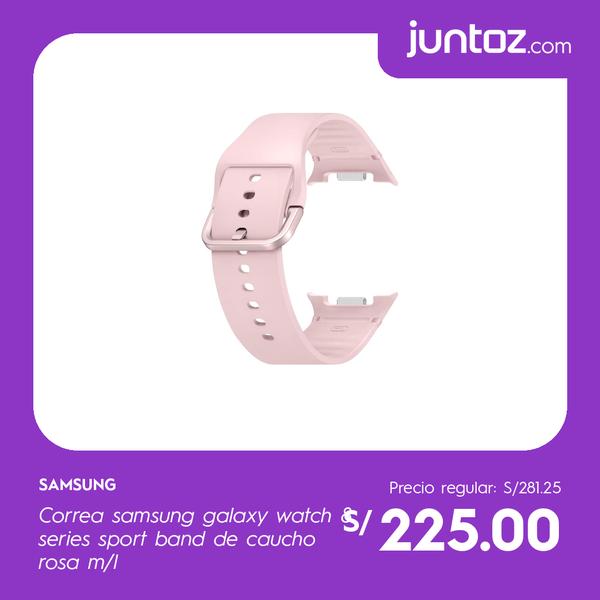 juntoz.com
SAMSUNG
Correa samsung galaxy watch
series sport band de caucho
rosa m/l
Precio regular: S/281.25
S/ 225.00